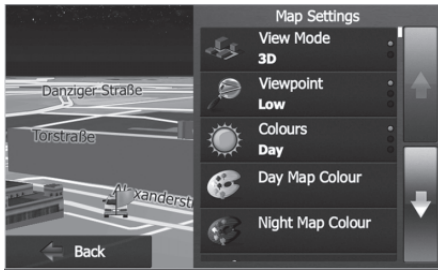 Map Settings
View Mode
3D
Danziger Straße
Viewpoint
Low
Torstraße
Colours
Day
Day Map Colour
Alexanderst
Night Map Colour
Back